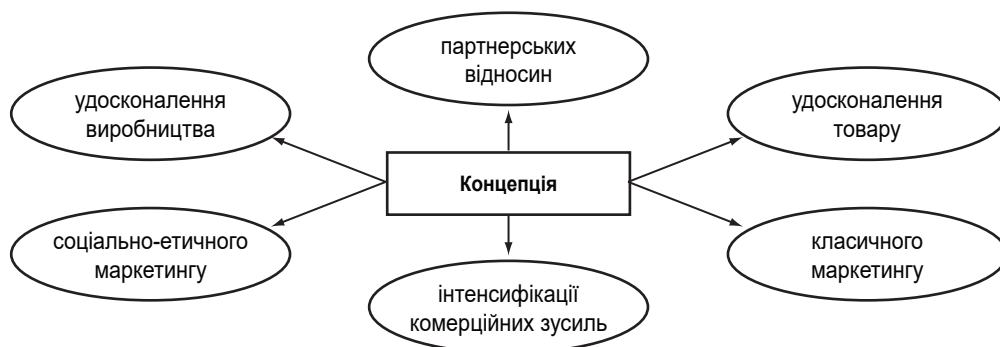 партнерських
відносин
удосконалення
виробництва
удосконалення
товару
Концепція
соціально-етичного
маркетингу
класичного
маркетингу
інтенсифікації
комерційних зусиль